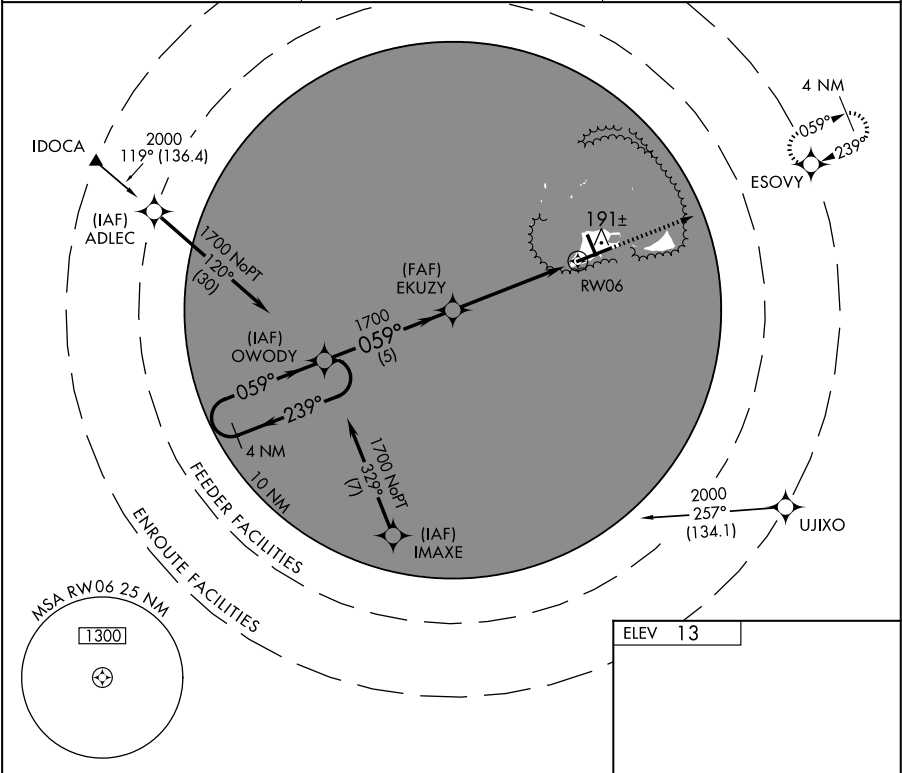 4 NM
059°
239°
ESOVY
IDOCA
2000
119° (136.4)
(IAF)
ADLEC
1700 NoPT
120°
(30)
191±
RW06
(FAF)
EKUZY
1700
059°
(5)
(IAF)
OWODY
059°
239°
4 NM
10 NM
1700 NoPT
329°
(7)
(IAF)
IMAXE
2000
257°
(134.1)
UJIXO
FEEDER FACILITIES
ENROUTE FACILITIES
MSA RW06 25 NM
1300
ELEV 13